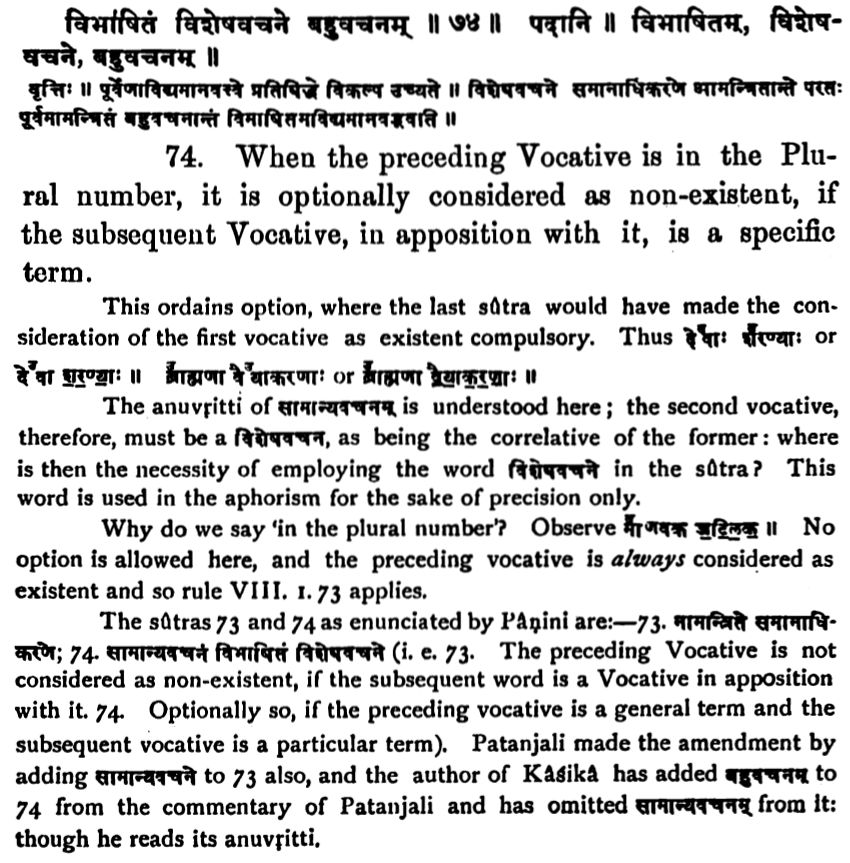 विभाषितं विशेषवचने बहुवचनम् ॥ ७४ ॥ पदानि ॥ विभाषितम्, विशेष-
वचने, बहुवचनम् ॥
वृत्तिः ॥ पूर्वेणाविद्यमानवत्त्वे प्रतिषिद्धे विकल्प उच्यते ॥ विशेषवचने समानाधिकरणे आमन्त्रितान्ते परतः
पूर्वमामन्त्रितं बहुवचनान्तं विभाषितमविद्यमानवद्भवति ॥
74. When the preceding Vocative is in the Plu-
ral number, it is optionally considered as non-existent, if
the subsequent Vocative, in apposition with it, is a specific
term.
This ordains option, where the last sûtra would have made the con-
sideration of the first vocative as existent compulsory. Thus दे॑वाः शर॑ण्याः or
दे॑वा श॒र॒ण्याः॒ ॥ ब्रा॑ह्मणा वै॑याकरणाः or ब्रा॑ह्मणा वै॒या॒क॒र॒णाः॒ ॥
The anuvṛitti of सामान्यवचनम् is understood here; the second vocative,
therefore, must be a विशेषवचन, as being the correlative of the former: where
is then the necessity of employing the word विशेषवचने in the sûtra? This
word is used in the aphorism for the sake of precision only.
Why do we say 'in the plural number'? Observe मा॑णवक ज॒टि॒ल॒क॒ ॥ No
option is allowed here, and the preceding vocative is always considered as
existent and so rule VIII. 1. 73 applies.
The sûtras 73 and 74 as enunciated by Pâṇini are:—73. नामन्त्रिते समानाधि-
करणे; 74. सामान्यवचनं विभाषितं विशेषवचने (i. e. 73. The preceding Vocative is not
considered as non-existent, if the subsequent word is a Vocative in apposition
with it. 74. Optionally so, if the preceding vocative is a general term and the
subsequent vocative is a particular term). Patanjali made the amendment by
adding सामान्यवचने to 73 also, and the author of Kâśikâ has added बहुवचनम् to
74 from the commentary of Patanjali and has omitted सामान्यवचनम् from it:
though he reads its anuvṛitti.